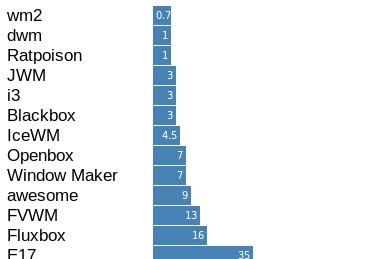 wm2 0.7
dwm 1
Ratpoison 1
JWM 3
i3 3
Blackbox 3
IceWM 4.5
Openbox 7
Window Maker 7
awesome 9
FVWM 13
Fluxbox 16
E17 35